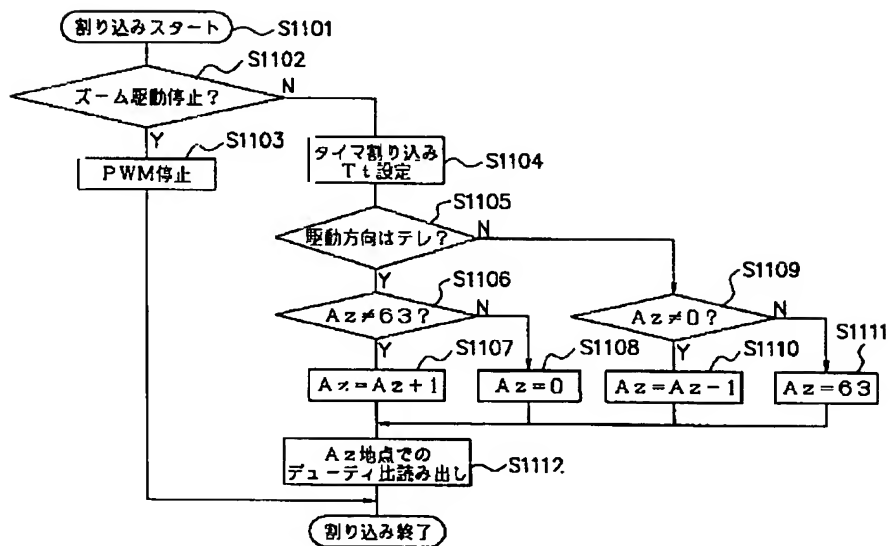 割り込みスタート
S1101
S1102
ズーム駆動停止?
N
Y
S1103
PWM停止
タイマ割り込み
Tt設定
S1104
S1105
駆動方向はテレ?
N
Y
S1106
Az≠63?
N
Y
S1109
Az≠0?
N
Y
S1107
Az=Az+1
S1108
Az=0
S1110
Az=Az-1
S1111
Az=63
Az地点での
デューティ比読み出し
S1112
割り込み終了